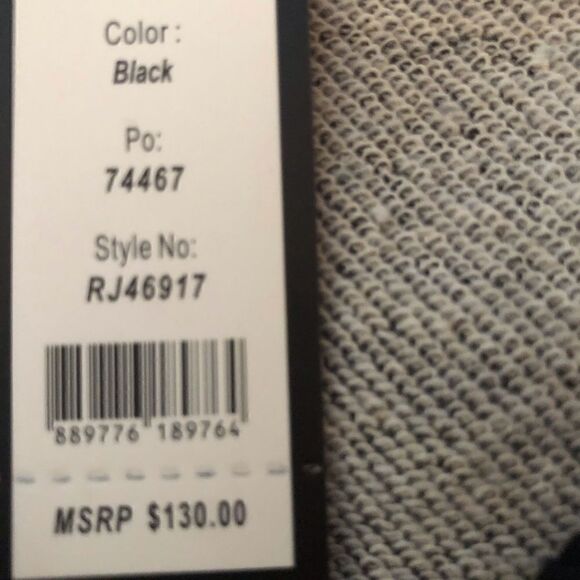 Color :
Black
Po:
74467
Style No:
RJ46917
889776 189764
MSRP $130.00